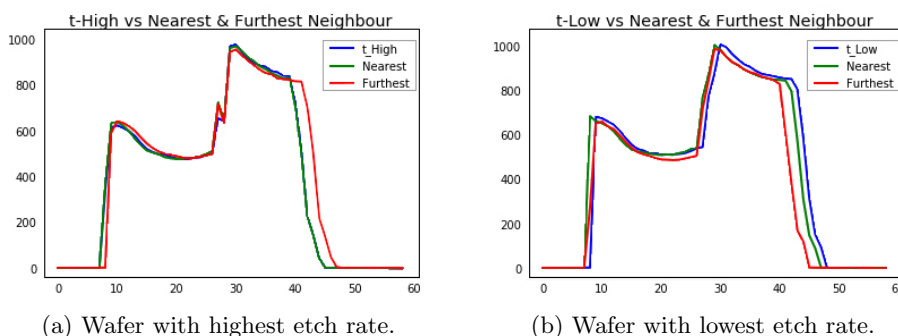 t-High vs Nearest & Furthest Neighbour
1000
800
600
400
200
0
0 10 20 30 40 50 60
t_High
Nearest
Furthest
(a) Wafer with highest etch rate.
t-Low vs Nearest & Furthest Neighbour
1000
800
600
400
200
0
0 10 20 30 40 50 60
t_Low
Nearest
Furthest
(b) Wafer with lowest etch rate.